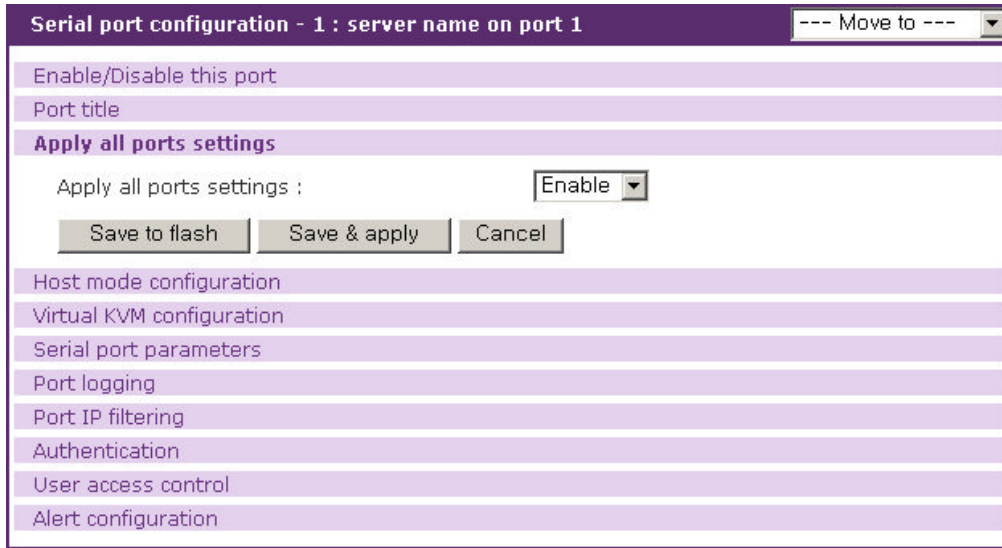 Serial port configuration - 1 : server name on port 1 --- Move to ---
Enable/Disable this port
Port title
Apply all ports settings
Apply all ports settings : Enable
Save to flash Save & apply Cancel
Host mode configuration
Virtual KVM configuration
Serial port parameters
Port logging
Port IP filtering
Authentication
User access control
Alert configuration